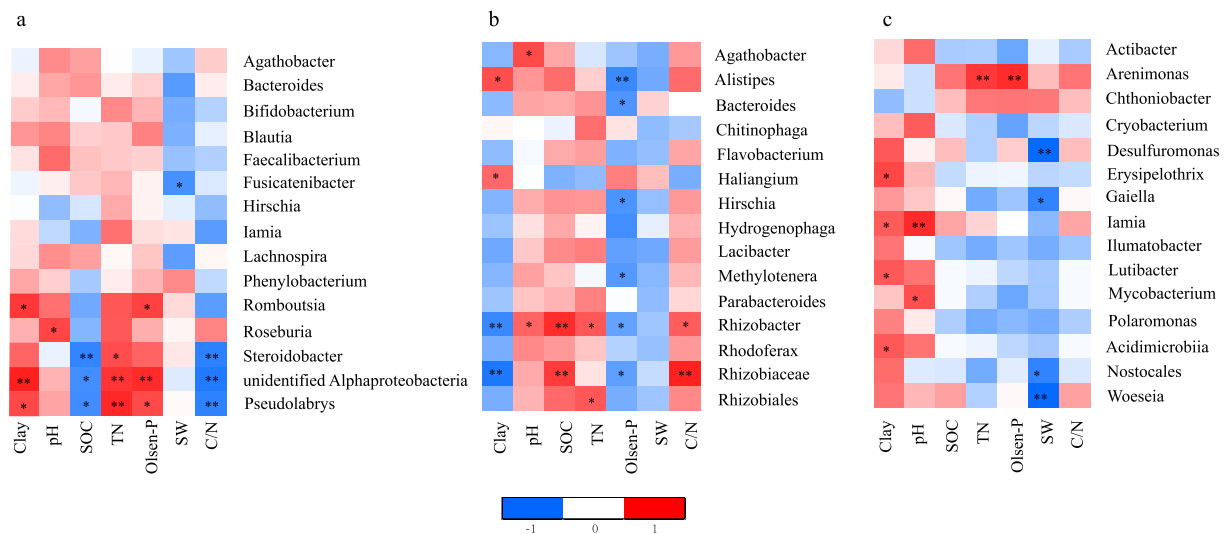 a
Agathobacter
Bacteroides
Bifidobacterium
Blautia
Faecalibacterium
Fusicatenibacter
*
Hirschia
Iamia
Lachnospira
Phenylobacterium
Romboutsia
* *
Roseburia
*
Steroidobacter
** * **
unidentified Alphaproteobacteria
** * ** ** **
Pseudolabrys
* * ** * **
Clay
pH
SOC
TN
Olsen-P
SW
C/N
b
Agathobacter
*
Alistipes
* **
Bacteroides
*
Chitinophaga
Flavobacterium
Haliangium
*
Hirschia
*
Hydrogenophaga
Lacibacter
Methylotenera
*
Parabacteroides
Rhizobacter
** * ** * * *
Rhodoferax
Rhizobiaceae
** ** * **
Rhizobiales
*
Clay
pH
SOC
TN
Olsen-P
SW
C/N
c
Actibacter
Arenimonas
** **
Chthoniobacter
Cryobacterium
Desulfuromonas
**
Erysipelothrix
*
Gaiella
*
Iamia
* **
Ilumatobacter
Lutibacter
*
Mycobacterium
*
Polaromonas
Acidimicrobiia
*
Nostocales
*
Woeseia
**
Clay
pH
SOC
TN
Olsen-P
SW
C/N
-1 0 1